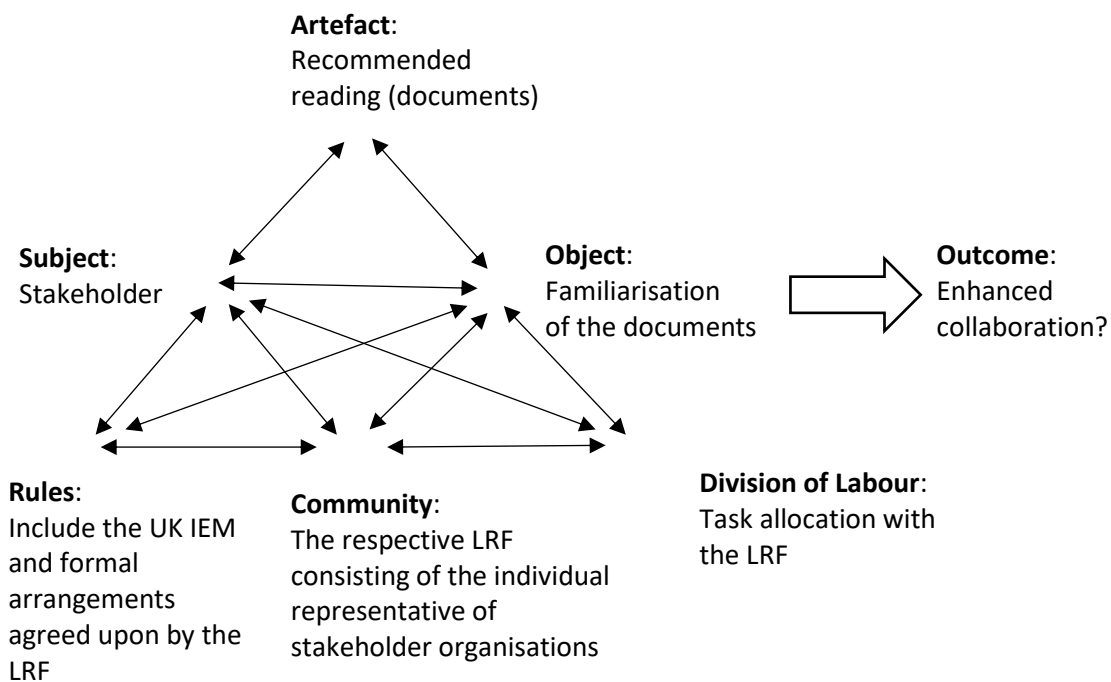 Artefact:
Recommended
reading (documents)
Subject:
Stakeholder
Object:
Familiarisation
of the documents
Outcome:
Enhanced
collaboration?
Rules:
Include the UK IEM
and formal
arrangements
agreed upon by the
LRF
Community:
The respective LRF
consisting of the individual
representative of
stakeholder organisations
Division of Labour:
Task allocation with
the LRF